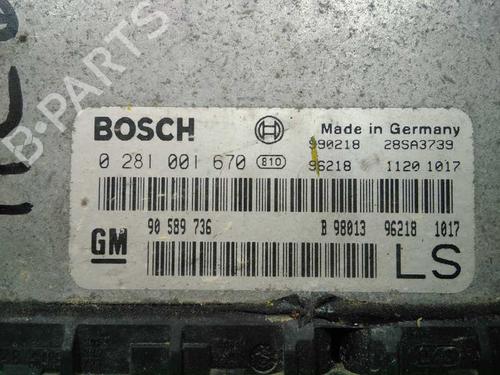 B-PARTS
BOSCH
Made in Germany
990218 28SA3739
0 281 001 670 810
96218 1120 1017
GM
90 589 736 B 98013 96218 1017
LS